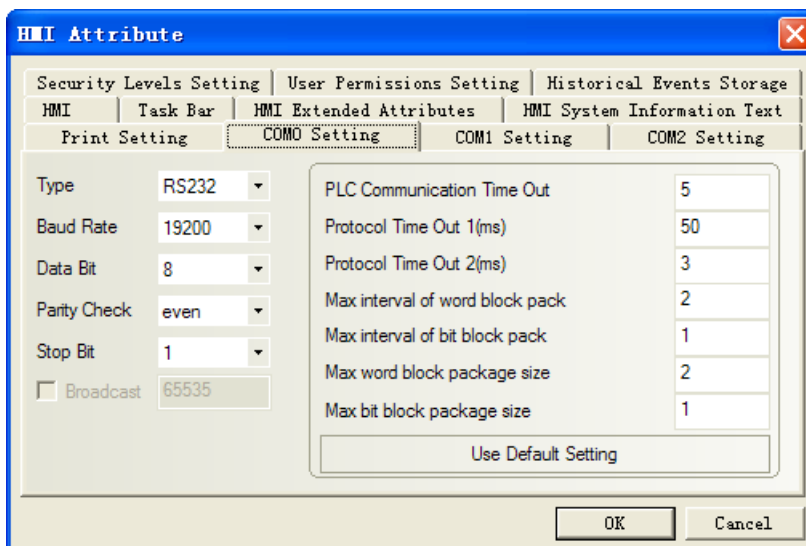 HMI Attribute
Security Levels Setting User Permissions Setting Historical Events Storage
HMI Task Bar HMI Extended Attributes HMI System Information Text
Print Setting COM0 Setting COM1 Setting COM2 Setting
Type RS232
Baud Rate 19200
Data Bit 8
Parity Check even
Stop Bit 1
Broadcast 65535
PLC Communication Time Out 5
Protocol Time Out 1(ms) 50
Protocol Time Out 2(ms) 3
Max interval of word block pack 2
Max interval of bit block pack 1
Max word block package size 2
Max bit block package size 1
Use Default Setting
OK Cancel